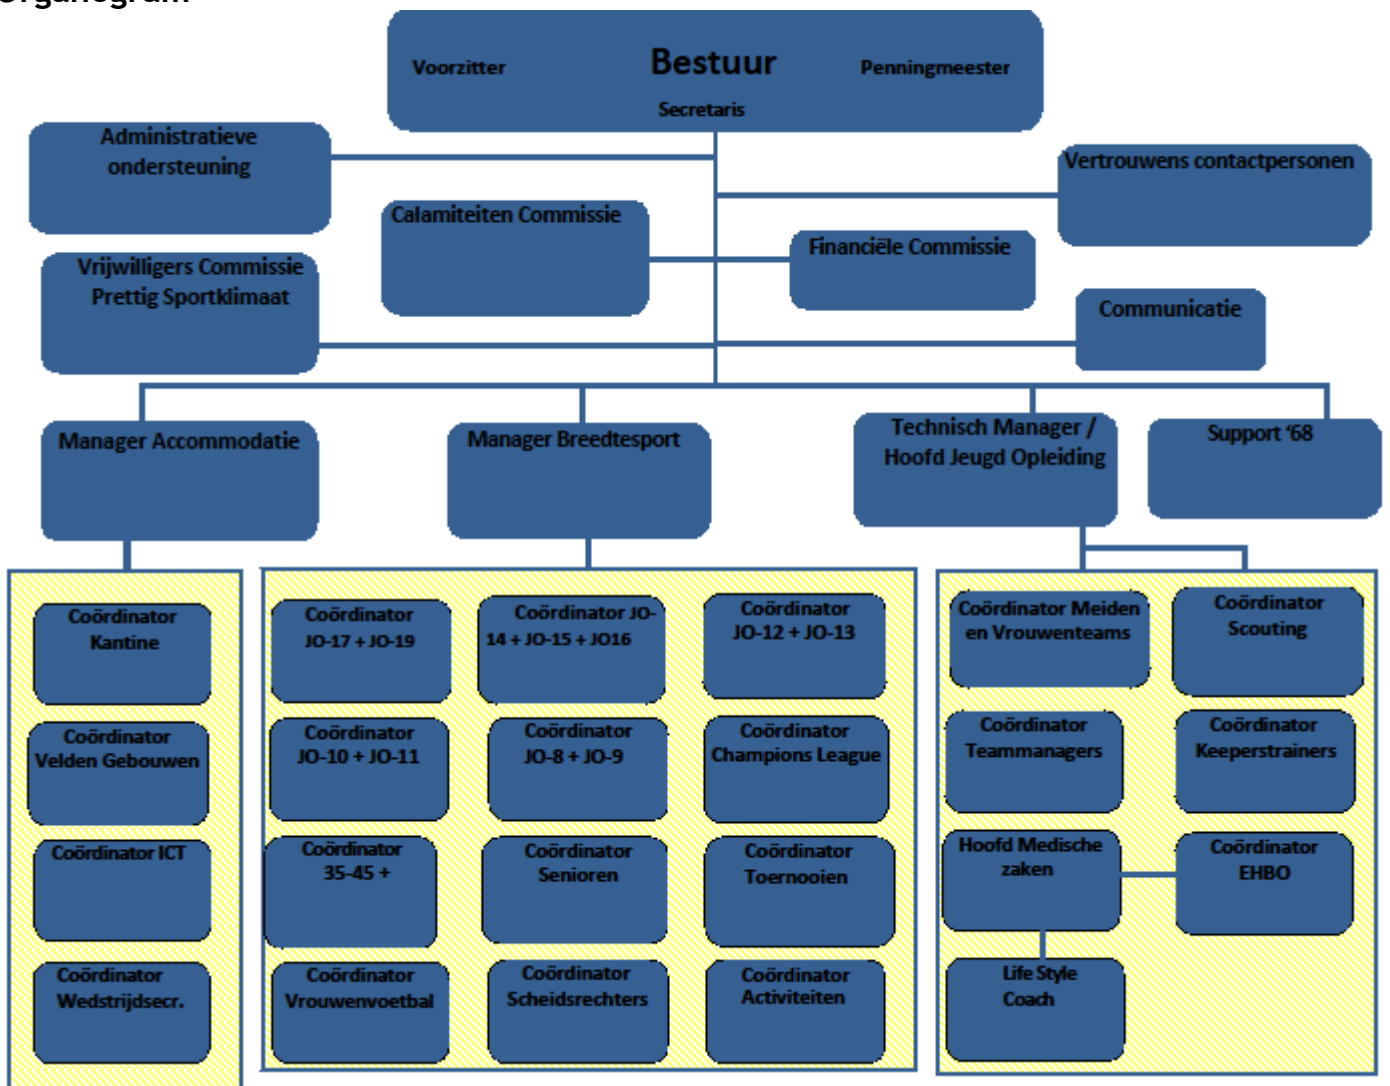 Organogram
Voorzitter
Bestuur
Penningmeester
Secretaris
Administratieve
ondersteuning
Vertrouwens contactpersonen
Calamiteiten Commissie
Financiële Commissie
Vrijwilligers Commissie
Prettig Sportklimaat
Communicatie
Manager Accommodatie
Manager Breedtesport
Technisch Manager /
Hoofd Jeugd Opleiding
Support ‘68
Coördinator
Kantine
Coördinator
Velden Gebouwen
Coördinator ICT
Coördinator
Wedstrijdsecr.
Coördinator
JO-17 + JO-19
Coördinator JO-
14 + JO-15 + JO16
Coördinator
JO-12 + JO-13
Coördinator
JO-10 + JO-11
Coördinator
JO-8 + JO-9
Coördinator
Champions League
Coördinator
35-45 +
Coördinator
Senioren
Coördinator
Toernooien
Coördinator
Vrouwenvoetbal
Coördinator
Scheidsrechters
Coördinator
Activiteiten
Coördinator Meiden
en Vrouwenteams
Coördinator
Scouting
Coördinator
Teammanagers
Coördinator
Keeperstrainers
Hoofd Medische
zaken
Coördinator
EHBO
Life Style
Coach